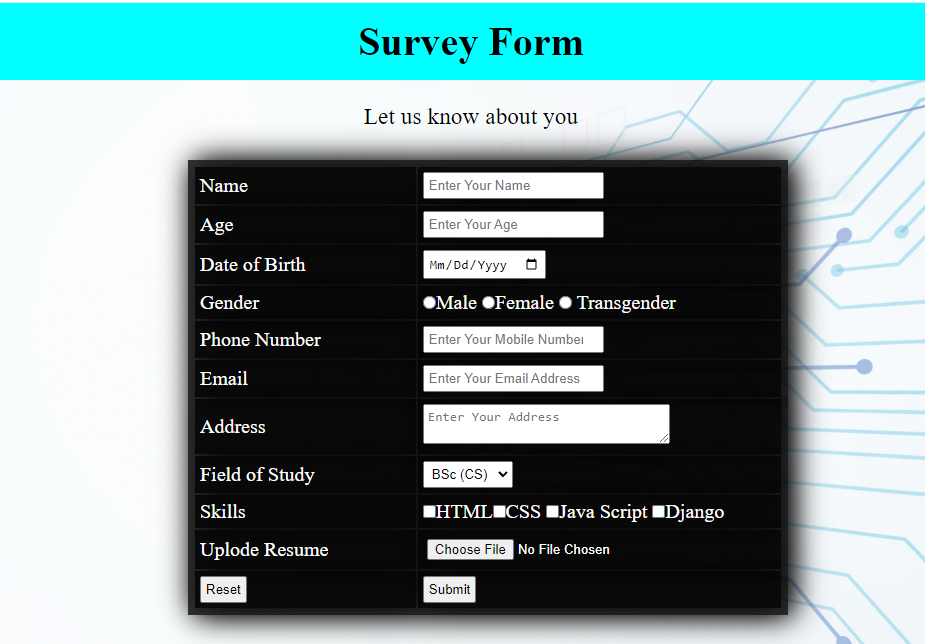 Survey Form
Let us know about you
Name Enter Your Name
Age Enter Your Age
Date of Birth Mm/Dd/Yyyy
Gender Male Female Transgender
Phone Number Enter Your Mobile Number
Email Enter Your Email Address
Address Enter Your Address
Field of Study BSc (CS)
Skills HTML CSS Java Script Django
Uplode Resume Choose File No File Chosen
Reset Submit